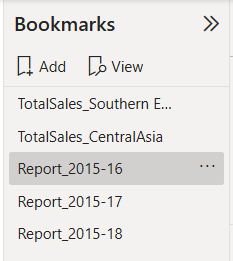 Bookmarks
Add View
TotalSales_Southern E...
TotalSales_CentralAsia
Report_2015-16
Report_2015-17
Report_2015-18